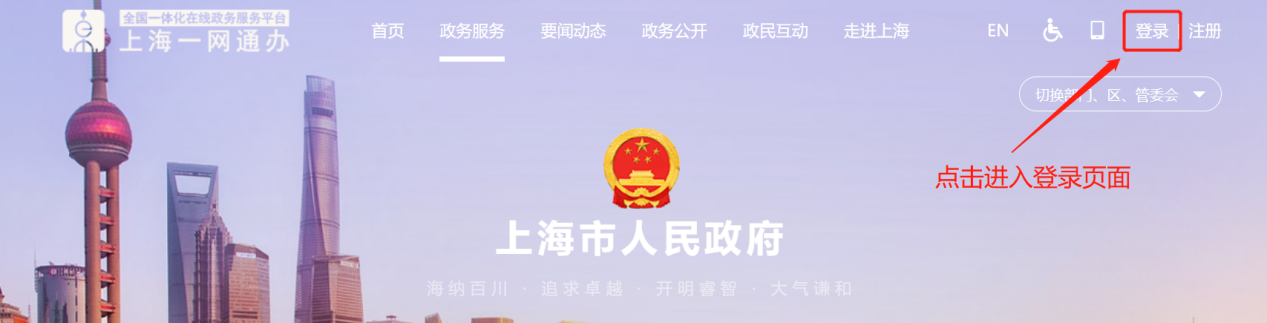 全国一体化在线政务服务平台
上海一网通办
首页 政务服务 要闻动态 政务公开 政民互动 走进上海 EN 登录 | 注册
切换部门、区、管委会
点击进入登录页面
上海市人民政府
海纳百川 · 追求卓越 · 开明睿智 · 大气谦和